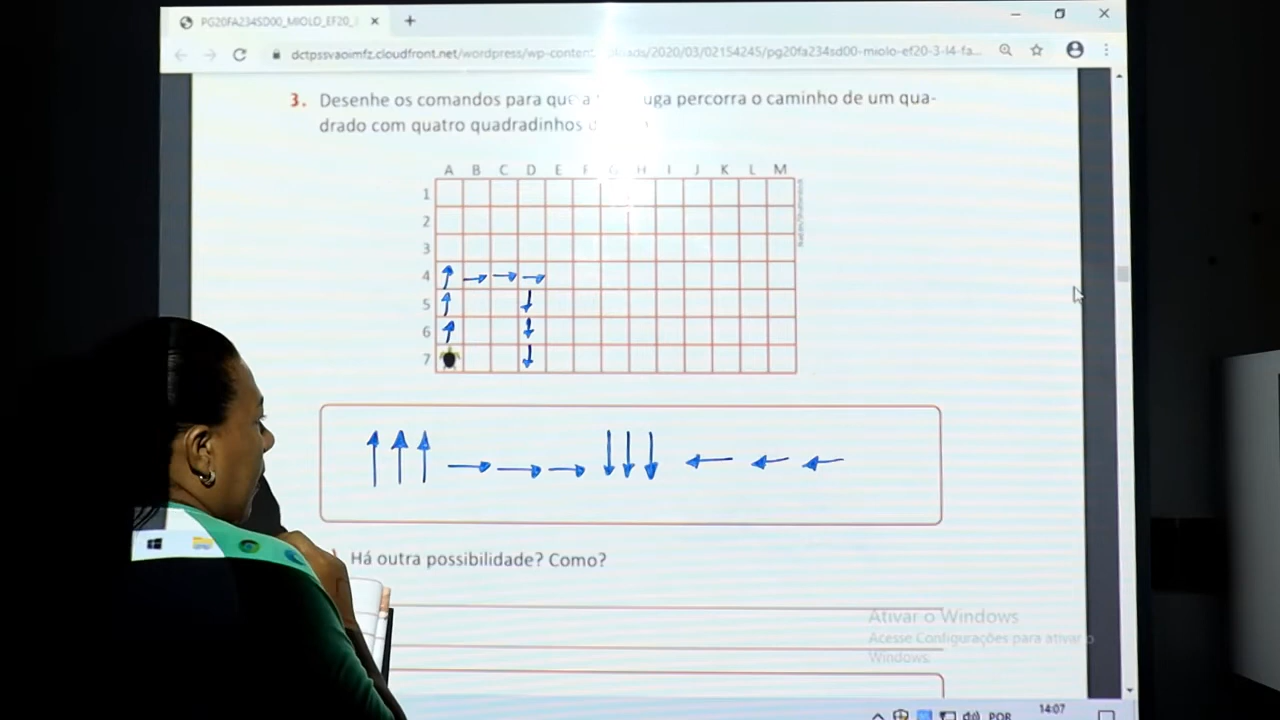 PG20FA234SD00_MIOLO_EF20_
dctpssvaoimfz.cloudfront.net/wordpress/wp-content /2020/03/02154245/pg20fa234sd00-miolo-ef20-3-l4-fa...
3. Desenhe os comandos para que a percorra o caminho de um qua-
drado com quatro quadradinhos
A B C D E F G H I J K L M
1
2
3
4
5
6
7
Há outra possibilidade? Como?
Ativar o Windows
Acesse Configurações para ativar o
Windows.
14:07
POR